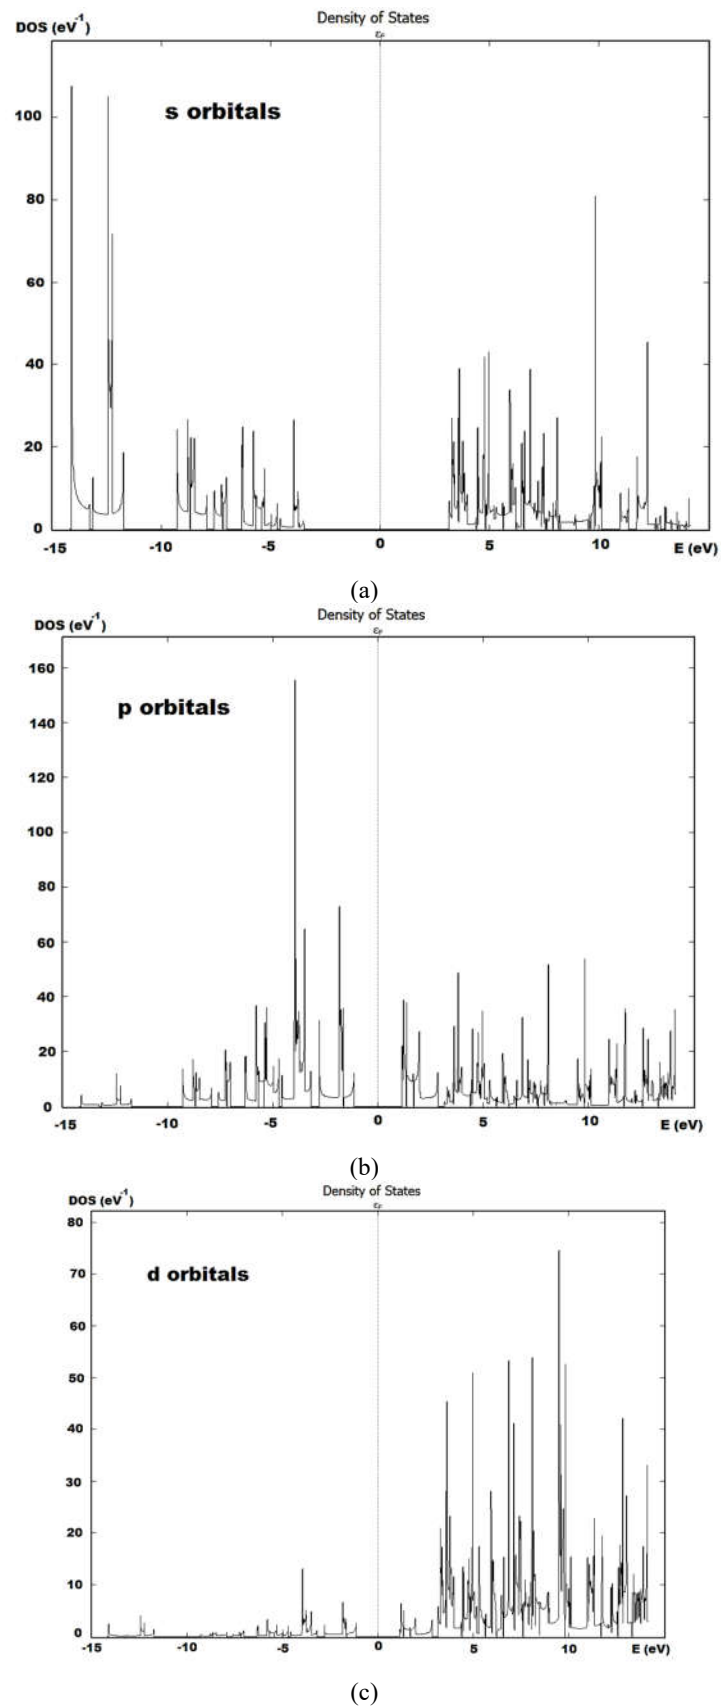 DOS (eV⁻¹)
Density of States
εF
s orbitals
100
80
60
40
20
0
-15 -10 -5 0 5 10 E (eV)
(a)
DOS (eV⁻¹)
Density of States
εF
p orbitals
160
140
120
100
80
60
40
20
0
-15 -10 -5 0 5 10 E (eV)
(b)
DOS (eV⁻¹)
Density of States
εF
d orbitals
80
70
60
50
40
30
20
10
0
-15 -10 -5 0 5 10 E (eV)
(c)